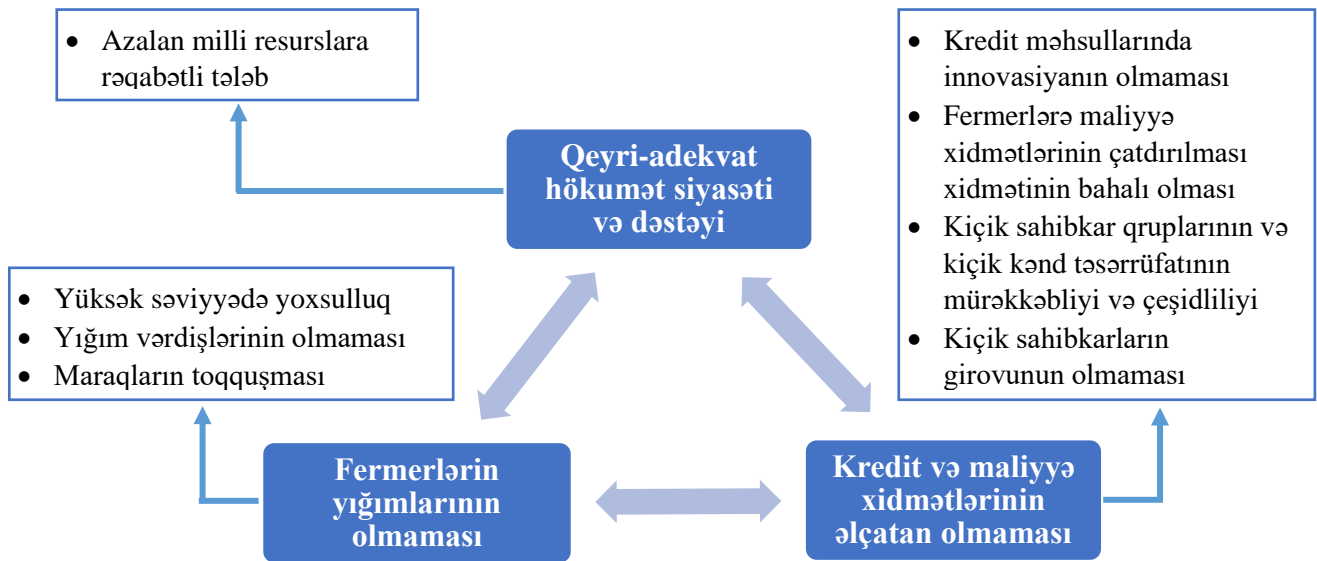 • Azalan milli resurslara
rəqabətli tələb
Qeyri-adekvat
hökumət siyasəti
və dəstəyi
• Kredit məhsullarında
innovasiyanın olmaması
• Fermerlərə maliyyə
xidmətlərinin çatdırılması
xidmətinin bahalı olması
• Kiçik sahibkar qruplarının və
kiçik kənd təsərrüfatının
mürəkkəbliyi və çeşidliliyi
• Kiçik sahibkarların
girovunun olmaması
• Yüksək səviyyədə yoxsulluq
• Yığım vərdişlərinin olmaması
• Maraqların toqquşması
Fermerlərin
yığımlarının
olmaması
Kredit və maliyyə
xidmətlərinin
əlçatan olmaması